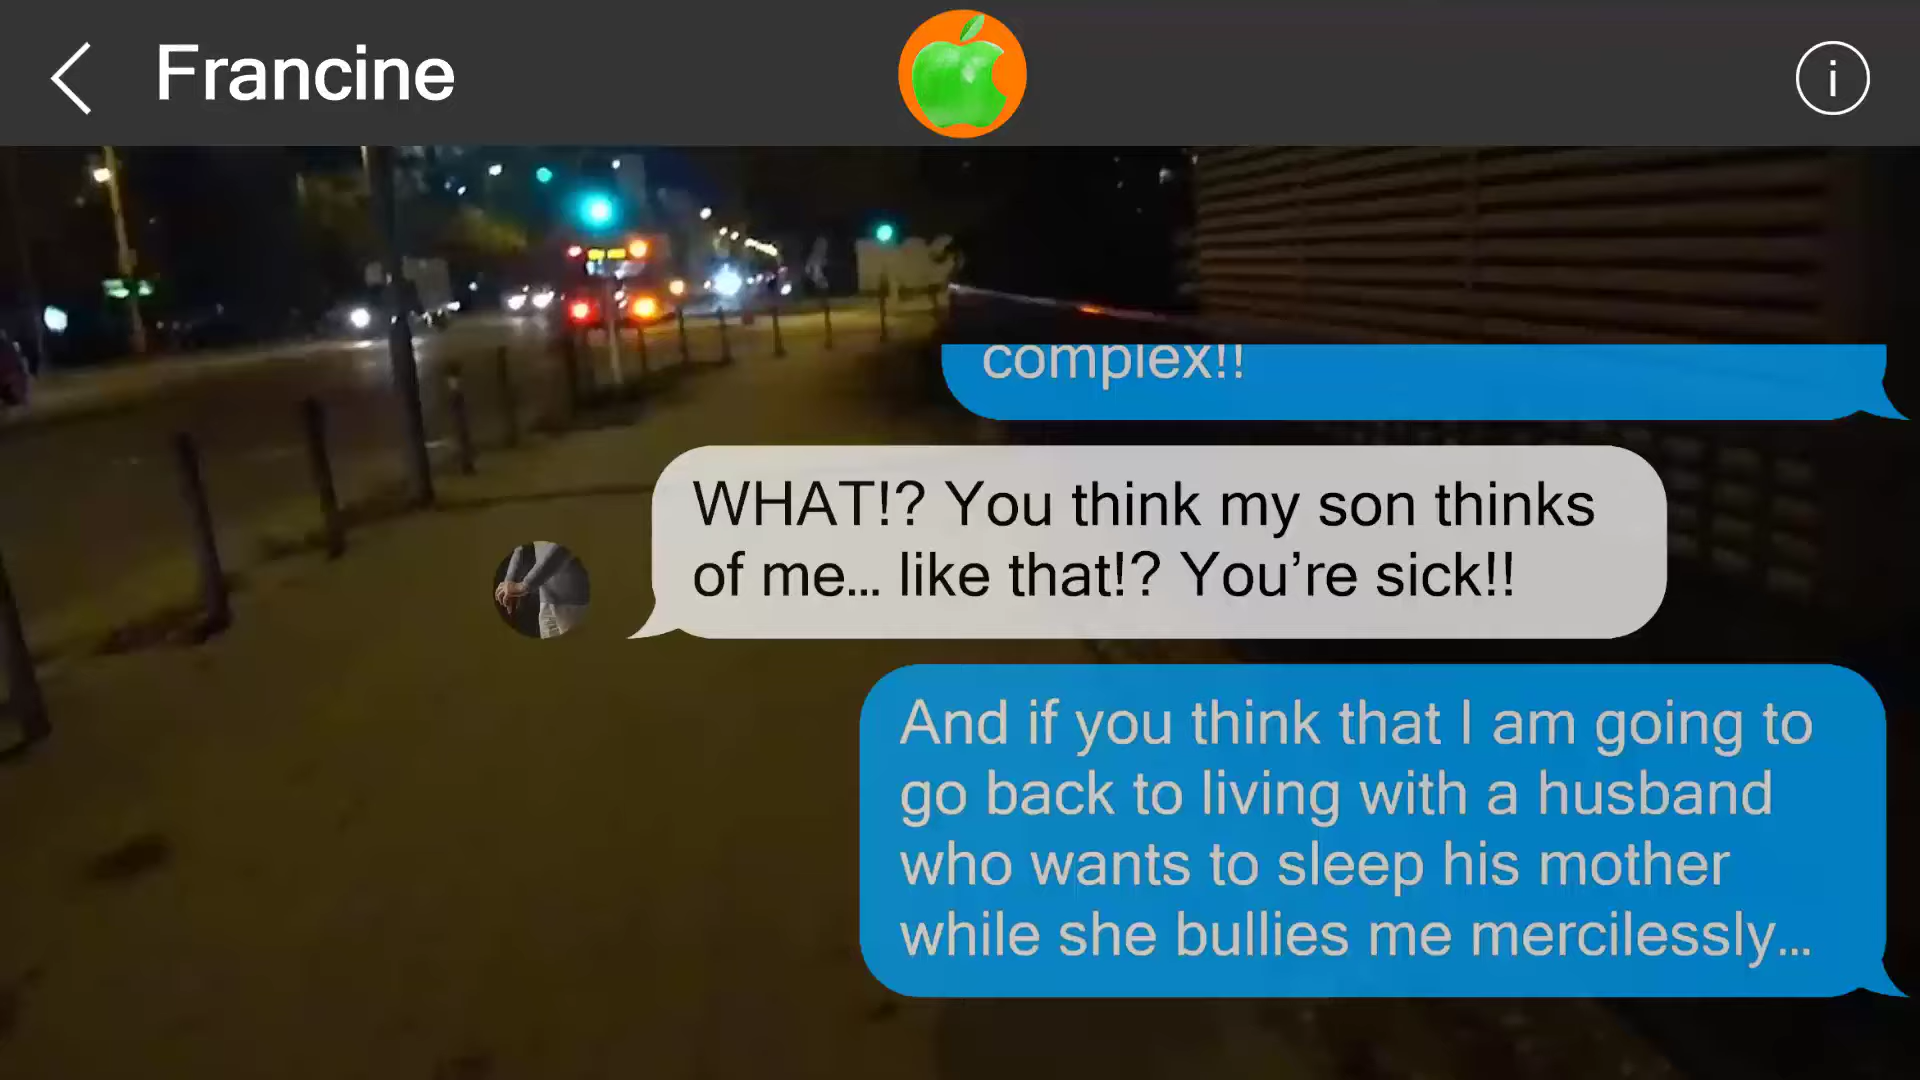 Francine
i
complex!!
WHAT!? You think my son thinks
of me... like that!? You’re sick!!
And if you think that I am going to
go back to living with a husband
who wants to sleep his mother
while she bullies me mercilessly...